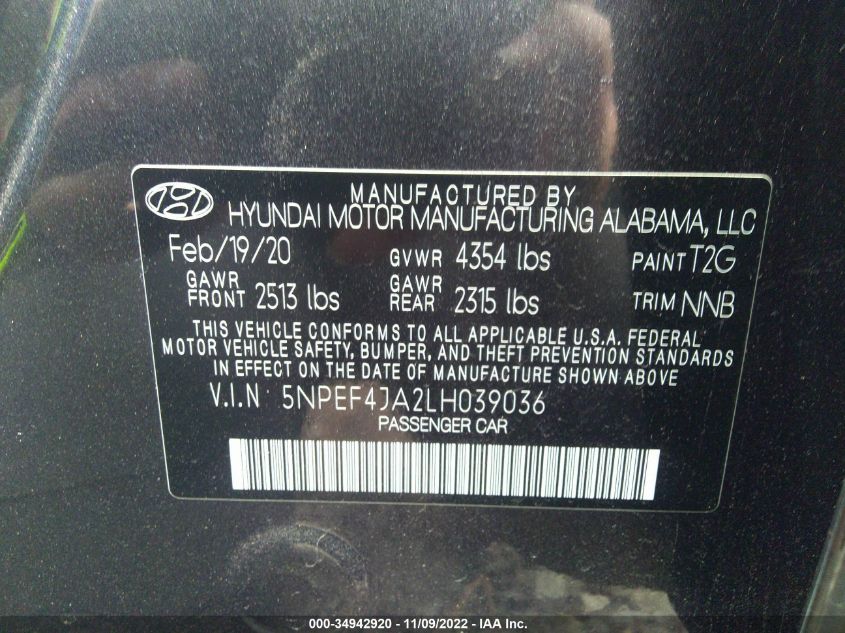 MANUFACTURED BY
HYUNDAI MOTOR MANUFACTURING ALABAMA, LLC
Feb/19/20 GVWR 4354 lbs PAINT T2G
GAWR FRONT 2513 lbs GAWR REAR 2315 lbs TRIM NNB
THIS VEHICLE CONFORMS TO ALL APPLICABLE U.S.A. FEDERAL
MOTOR VEHICLE SAFETY, BUMPER, AND THEFT PREVENTION STANDARDS
IN EFFECT ON THE DATE OF MANUFACTURE SHOWN ABOVE.
V.I.N 5NPEF4JA2LH039036
PASSENGER CAR
000-34942920 - 11/09/2022 - IAA Inc.